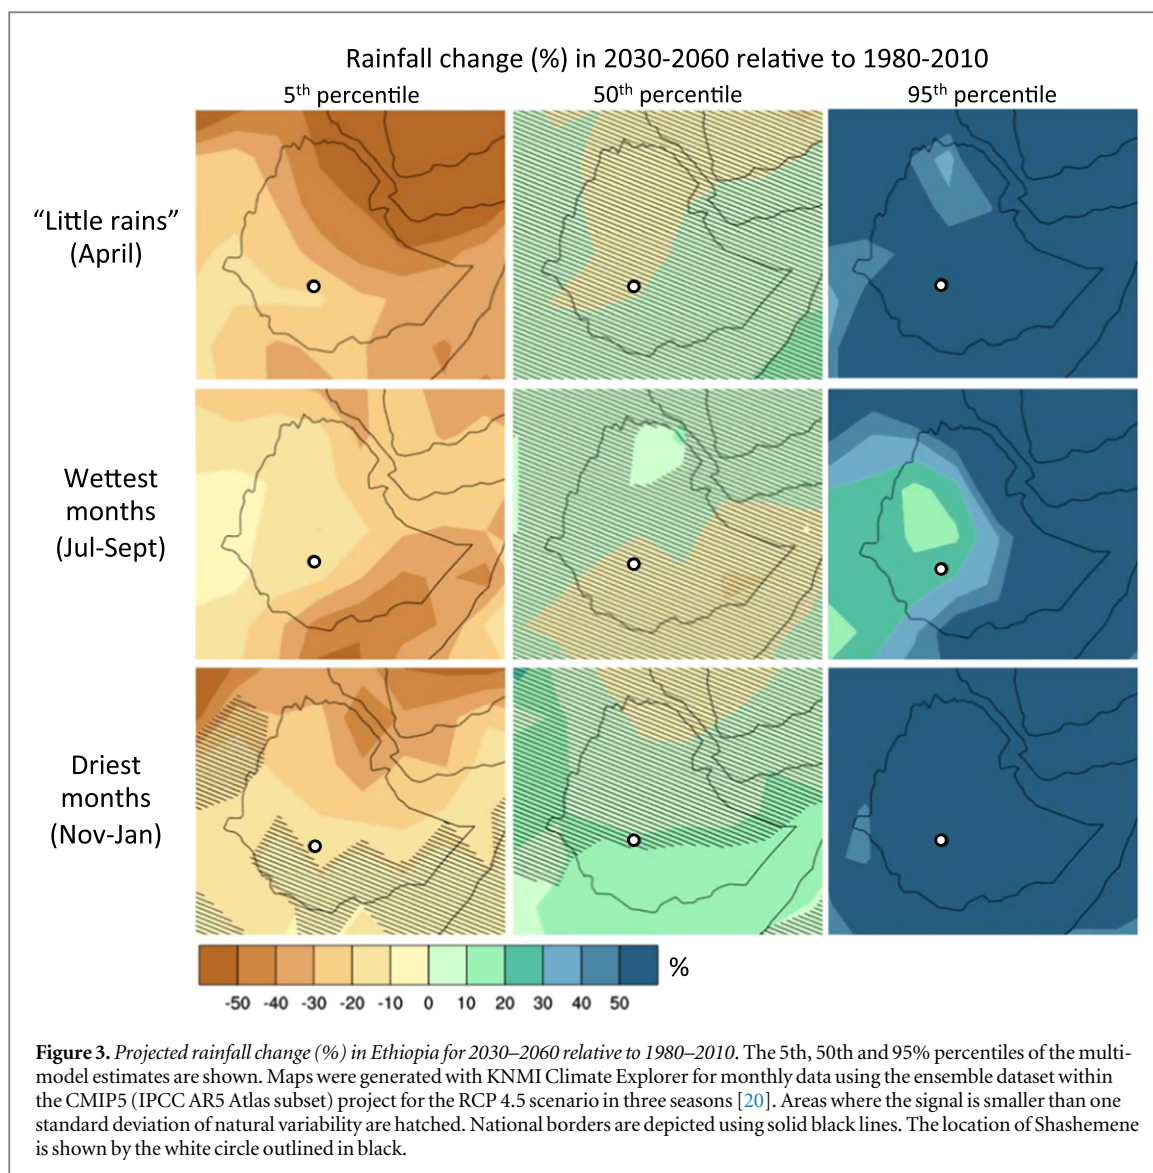 Rainfall change (%) in 2030-2060 relative to 1980-2010
5th percentile 50th percentile 95th percentile
“Little rains”
(April)
Wettest
months
(Jul-Sept)
Driest
months
(Nov-Jan)
-50 -40 -30 -20 -10 0 10 20 30 40 50 %
Figure 3. Projected rainfall change (%) in Ethiopia for 2030–2060 relative to 1980–2010. The 5th, 50th and 95% percentiles of the multi-
model estimates are shown. Maps were generated with KNMI Climate Explorer for monthly data using the ensemble dataset within
the CMIP5 (IPCC AR5 Atlas subset) project for the RCP 4.5 scenario in three seasons [20]. Areas where the signal is smaller than one
standard deviation of natural variability are hatched. National borders are depicted using solid black lines. The location of Shashemene
is shown by the white circle outlined in black.